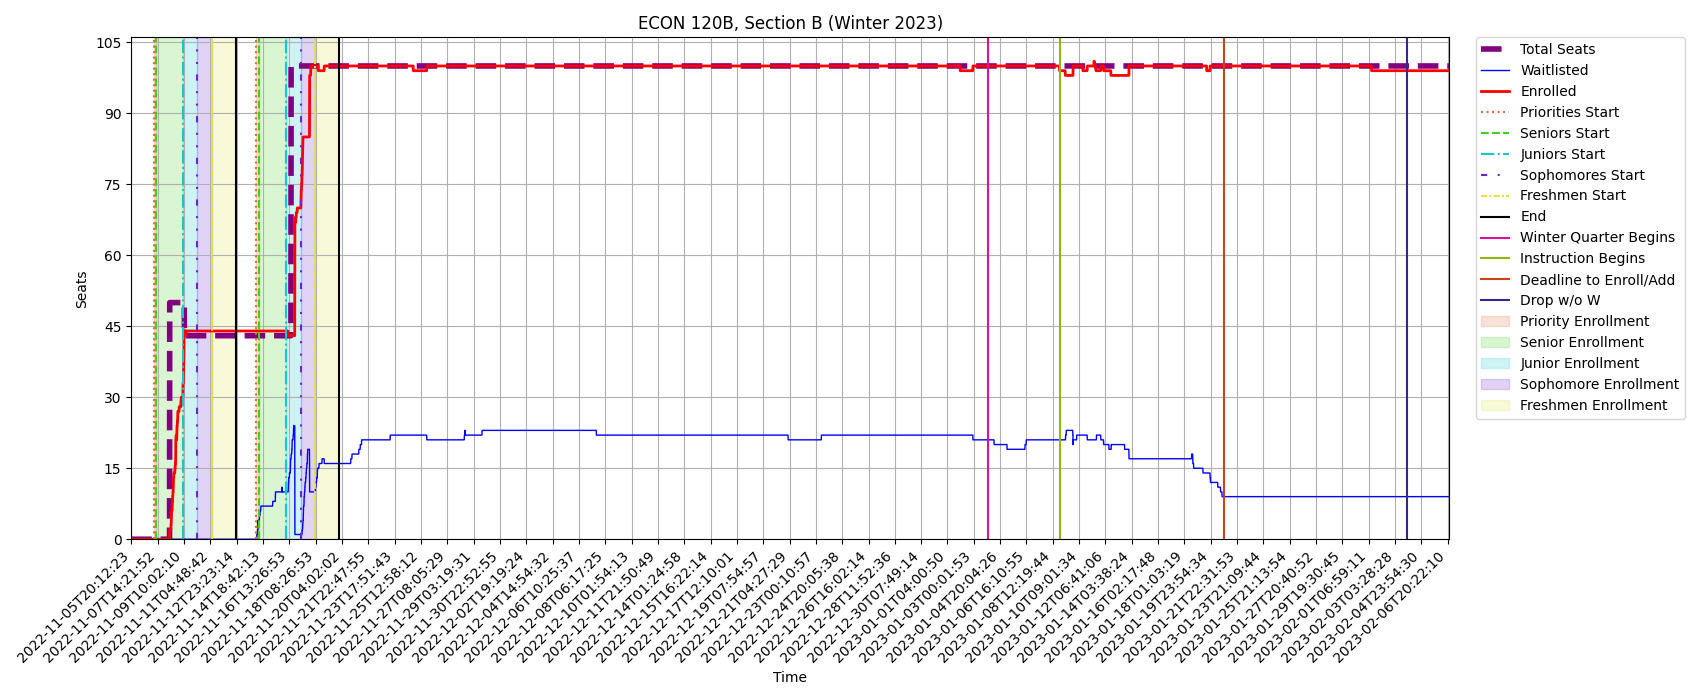 ECON 120B, Section B (Winter 2023)
Seats
105
90
75
60
45
30
15
0
2022-11-05T20:12:23
2022-11-07T14:21:52
2022-11-09T10:02:10
2022-11-11T04:48:42
2022-11-12T23:23:14
2022-11-14T18:42:13
2022-11-16T13:26:53
2022-11-18T08:26:53
2022-11-20T04:02:02
2022-11-21T22:47:55
2022-11-23T17:51:43
2022-11-25T12:58:12
2022-11-27T08:05:29
2022-11-29T03:19:31
2022-11-30T22:52:55
2022-12-02T19:19:24
2022-12-04T14:54:32
2022-12-06T10:25:37
2022-12-08T06:17:25
2022-12-10T01:54:13
2022-12-11T21:50:49
2022-12-14T01:24:58
2022-12-15T16:22:14
2022-12-17T12:10:01
2022-12-19T07:54:57
2022-12-21T04:27:29
2022-12-23T00:10:57
2022-12-24T20:05:38
2022-12-26T16:02:14
2022-12-28T11:52:36
2022-12-30T07:49:14
2023-01-01T04:00:50
2023-01-03T00:01:53
2023-01-04T20:04:26
2023-01-06T16:10:55
2023-01-08T12:19:44
2023-01-10T09:01:34
2023-01-12T06:41:06
2023-01-14T03:38:24
2023-01-16T02:17:48
2023-01-18T01:03:19
2023-01-19T23:54:34
2023-01-21T22:31:53
2023-01-23T21:09:44
2023-01-25T21:13:54
2023-01-27T20:40:52
2023-01-29T19:30:45
2023-02-01T06:59:11
2023-02-03T03:28:28
2023-02-04T23:54:30
2023-02-06T20:22:10
Time
Total Seats
Waitlisted
Enrolled
Priorities Start
Seniors Start
Juniors Start
Sophomores Start
Freshmen Start
End
Winter Quarter Begins
Instruction Begins
Deadline to Enroll/Add
Drop w/o W
Priority Enrollment
Senior Enrollment
Junior Enrollment
Sophomore Enrollment
Freshmen Enrollment